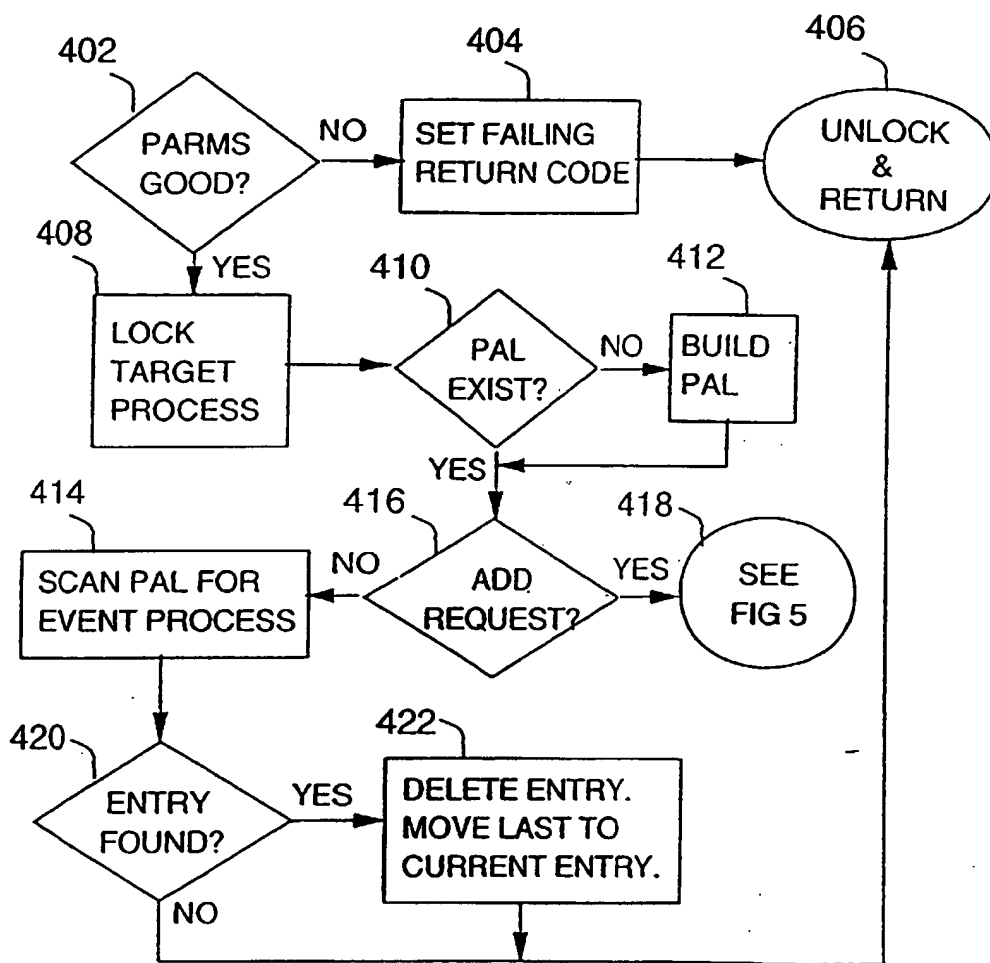 402
404
406
PARMS
GOOD?
NO
SET FAILING
RETURN CODE
UNLOCK
&
RETURN
YES
408
410
412
LOCK
TARGET
PROCESS
PAL
EXIST?
NO
BUILD
PAL
YES
414
416
418
SCAN PAL FOR
EVENT PROCESS
NO
ADD
REQUEST?
YES
SEE
FIG 5
420
422
ENTRY
FOUND?
YES
DELETE ENTRY.
MOVE LAST TO
CURRENT ENTRY.
NO